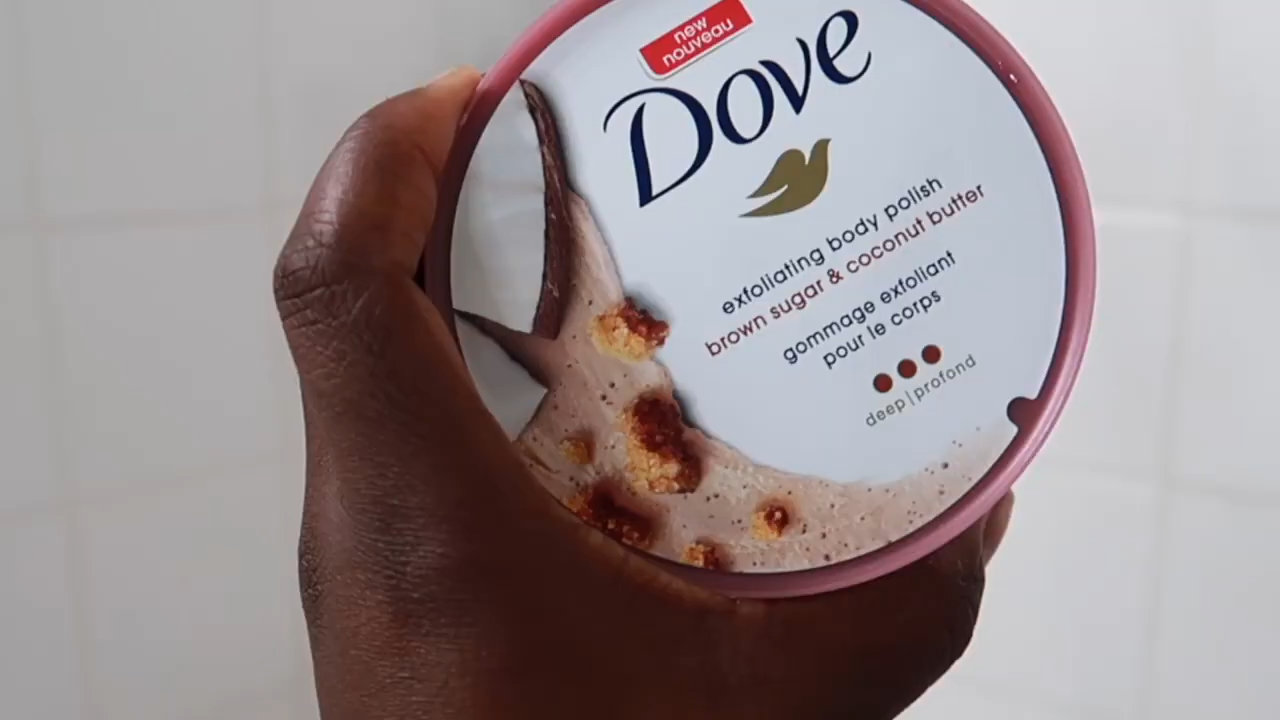 new
nouveau
Dove
exfoliating body polish
brown sugar & coconut butter
gommage exfoliant
pour le corps
deep|profond